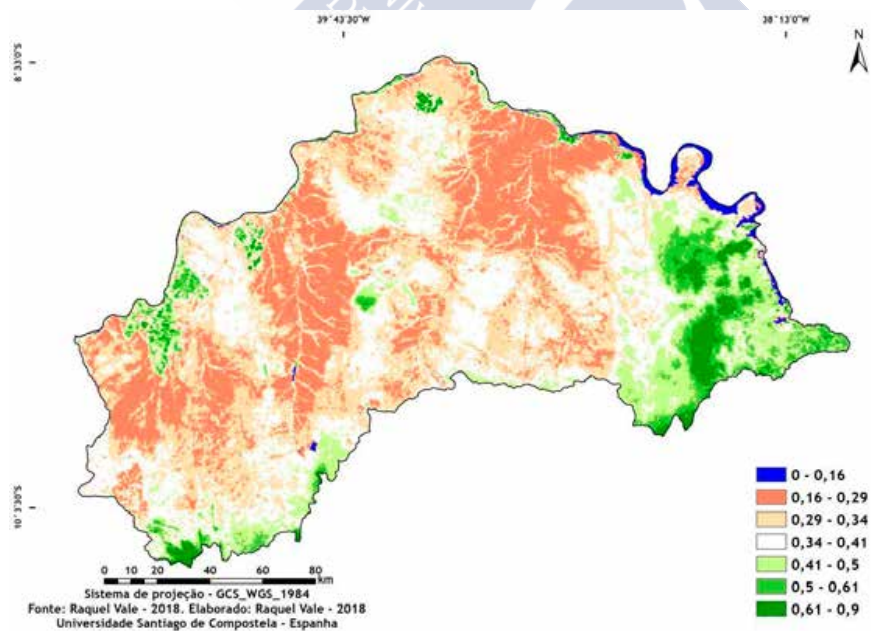 39°43'30"W
38°13'0"W
8°33'0"S
N
10°3'30"S
0 - 0,16
0,16 - 0,29
0,29 - 0,34
0,34 - 0,41
0,41 - 0,5
0,5 - 0,61
0,61 - 0,9
0 10 20 40 60 80
km
Sistema de projeção - GCS_WGS_1984
Fonte: Raquel Vale - 2018. Elaborado: Raquel Vale - 2018
Universidade Santiago de Compostela - Espanha